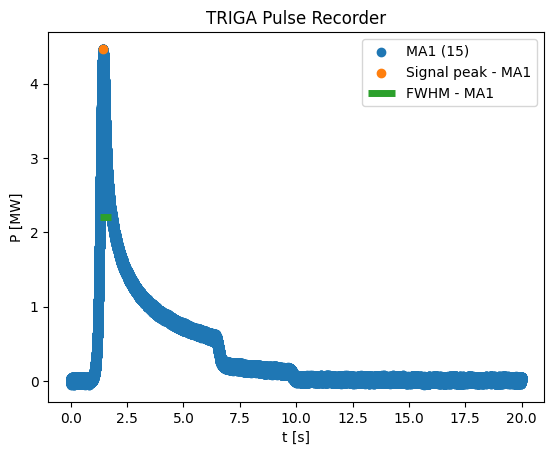 TRIGA Pulse Recorder
MA1 (15)
Signal peak - MA1
FWHM - MA1
P [MW]
4
3
2
1
0
0.0 2.5 5.0 7.5 10.0 12.5 15.0 17.5 20.0
t [s]